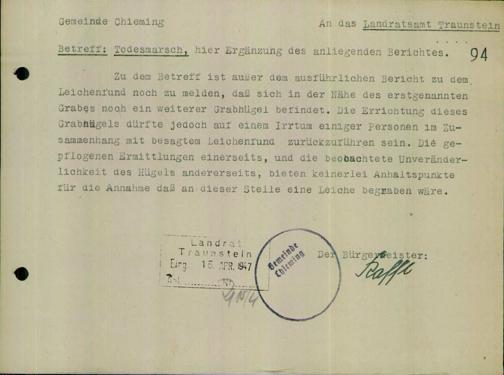 Gemeinde Chieming An das Landratsamt Traunstein
Betreff: Todesmarsch, hier Ergänzung des anliegenden Berichtes.
94
Zu dem Betreff ist außer dem ausführlichen Bericht zu dem
Leichenfund noch zu melden, daß sich in der Nähe des erstgenannten
Grabes noch ein weiterer Grabhügel befindet. Die Errichtung dieses
Grabhügels dürfte jedoch auf einem Irrtum einiger Personen im Zu-
sammenhang mit besagtem Leichenfund zurückzuführen sein. Die ge-
pflogenen Ermittlungen einerseits, und die beobachtete Unveränder-
lichkeit des Hügels andererseits, bieten keinerlei Anhaltspunkte
für die Annahme daß an dieser Stelle eine Leiche begraben wäre.
Landrat
Traunstein
Eing. 15. APR. 1947
Gemeinde
Chieming
Der Bürgermeister: